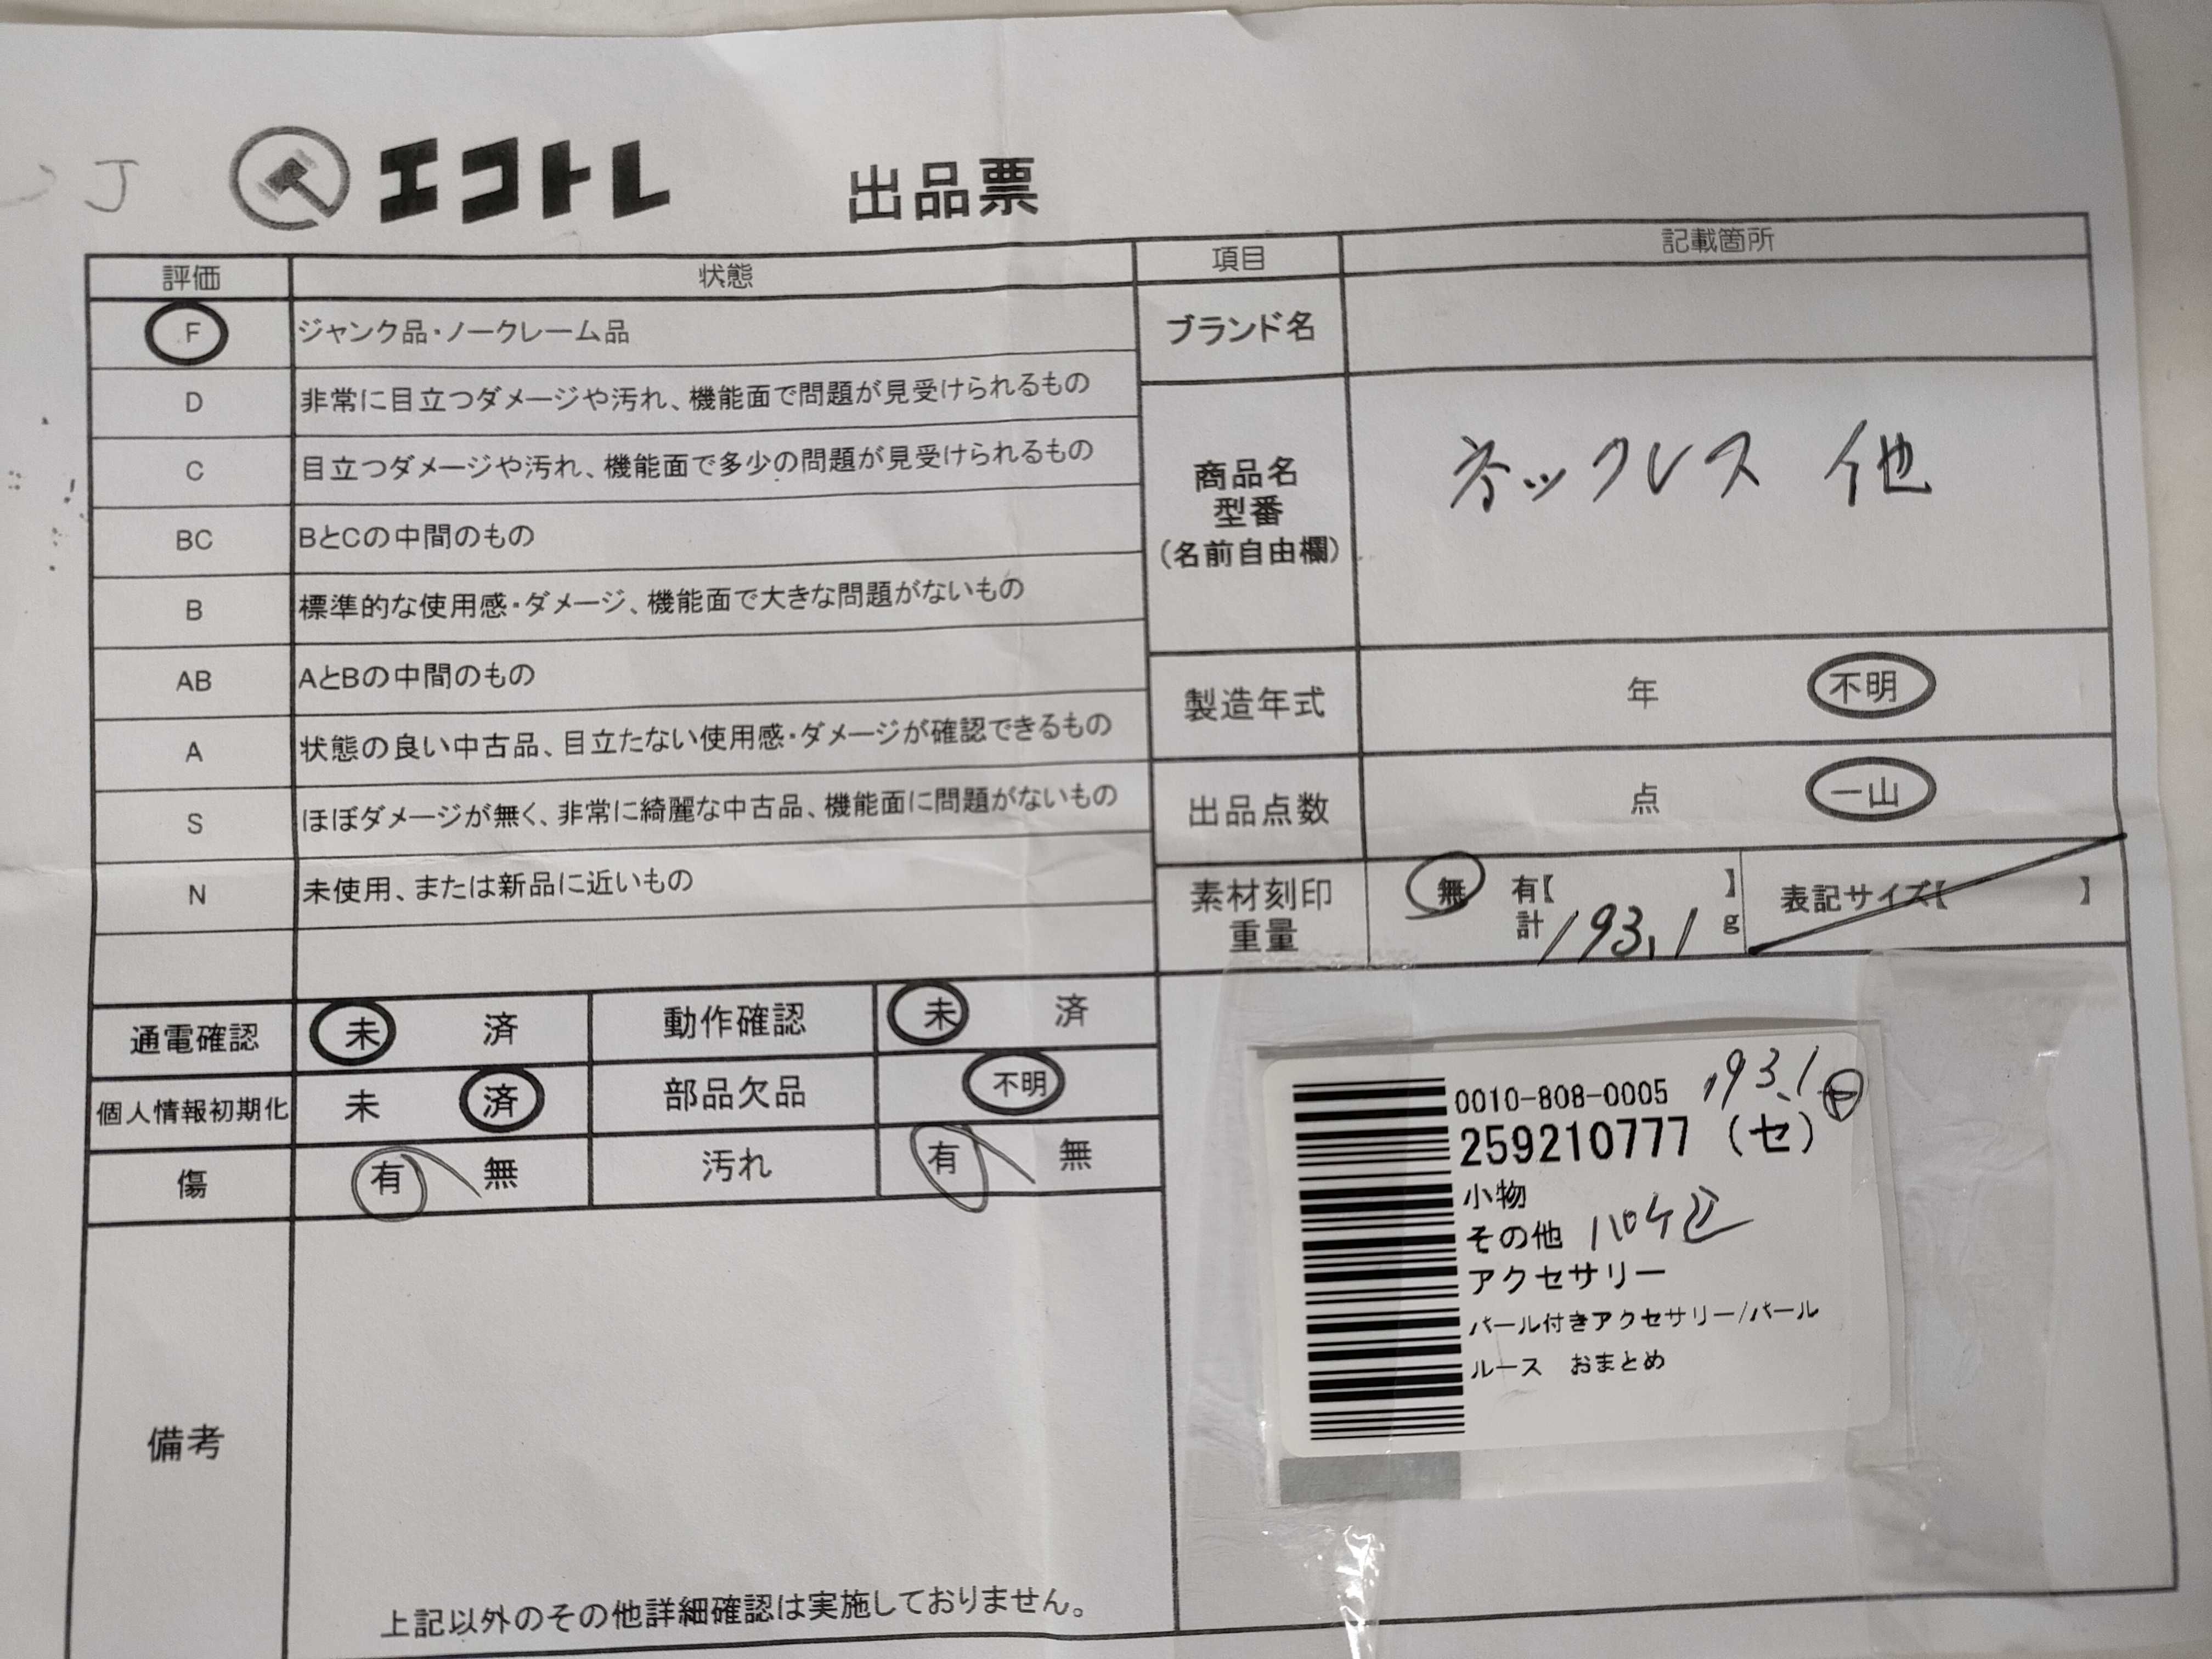 エコトレ 出品票
評価 状態
F ジャンク品・ノークレーム品
D 非常に目立つダメージや汚れ、機能面で問題が見受けられるもの
C 目立つダメージや汚れ、機能面で多少の問題が見受けられるもの
BC BとCの中間のもの
B 標準的な使用感・ダメージ、機能面で大きな問題がないもの
AB AとBの中間のもの
A 状態の良い中古品、目立たない使用感・ダメージが確認できるもの
S ほぼダメージが無く、非常に綺麗な中古品、機能面に問題がないもの
N 未使用、または新品に近いもの
通電確認 未 済 動作確認 未 済
個人情報初期化 未 済 部品欠品 不明
傷 有 無 汚れ 有 無
備考
上記以外のその他詳細確認は実施しておりません。
項目 記載箇所
ブランド名
商品名
型番
(名前自由欄)
ネックレス 他
製造年式 年 不明
出品点数 点 一山
素材刻印
重量
無 有【 】
計 193.1 g
表記サイズ【 】
0010-808-0005 193.1
259210777 (セ)
小物
その他
アクセサリー
パール付きアクセサリー/パール
ルース おまとめ